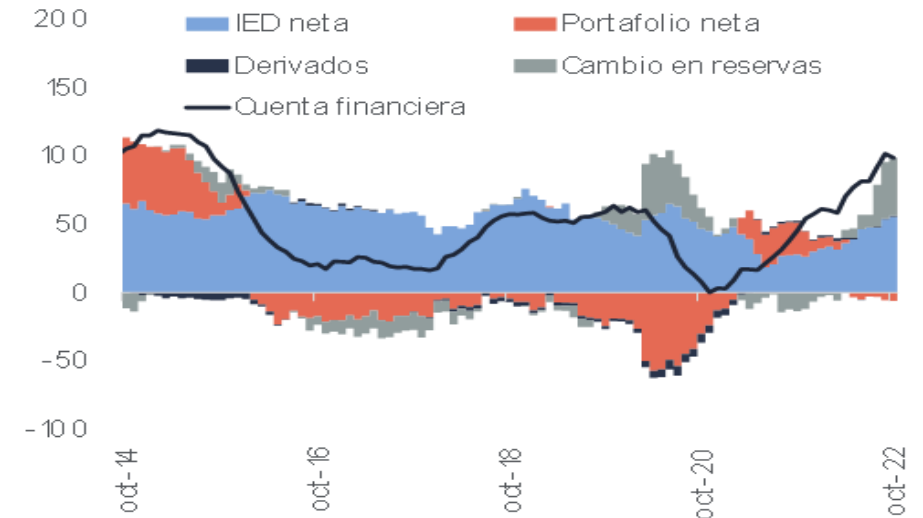 200
150
100
50
0
-50
-100
IED neta
Portafolio neta
Derivados
Cambio en reservas
Cuenta financiera
oct-14
oct-16
oct-18
oct-20
oct-22